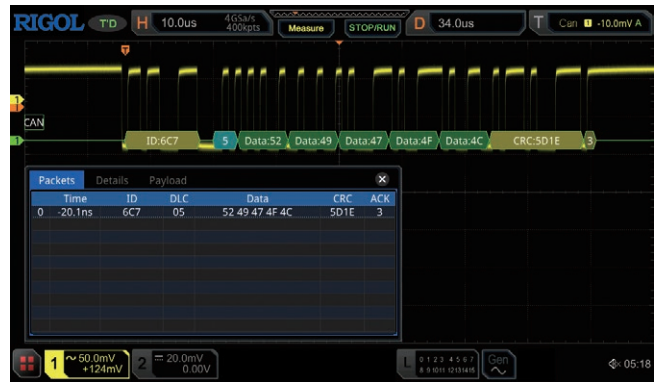 RIGOL T'D H 10.0us 4GSa/s 400kpts Measure STOP/RUN D 34.0us T Can 1 -10.0mV A
T
1
CAN
1 ID:6C7 5 Data:52 Data:49 Data:47 Data:4F Data:4C CRC:5D1E 3
Packets Details Payload
Time ID DLC Data CRC ACK
0 -20.1ns 6C7 05 52 49 47 4F 4C 5D1E 3
1 50.0mV +124mV 2 20.0mV 0.00V L 0 1 2 3 4 5 6 7 8 9 10 11 12 13 14 15 Gen 05:18